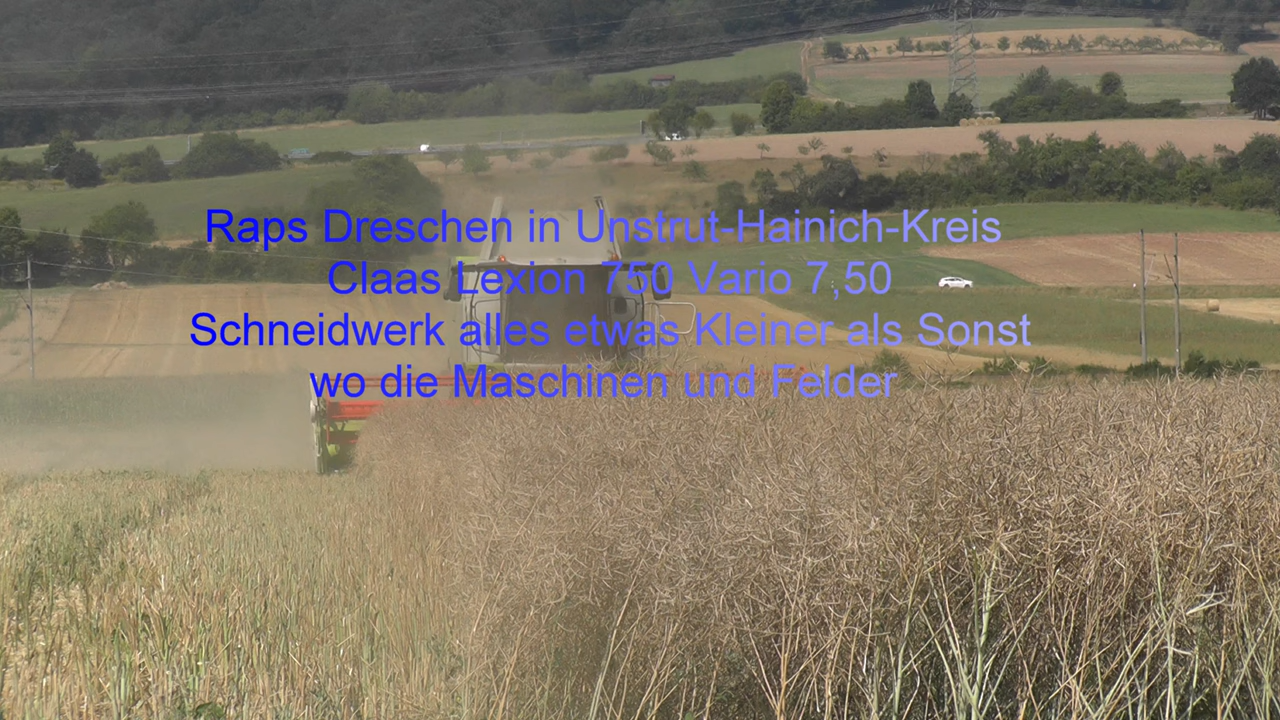 Raps Dreschen in Unstrut-Hainich-Kreis
Claas Lexion 750 Vario 7,50
Schneidwerk alles etwas Kleiner als Sonst
wo die Maschinen und Felder